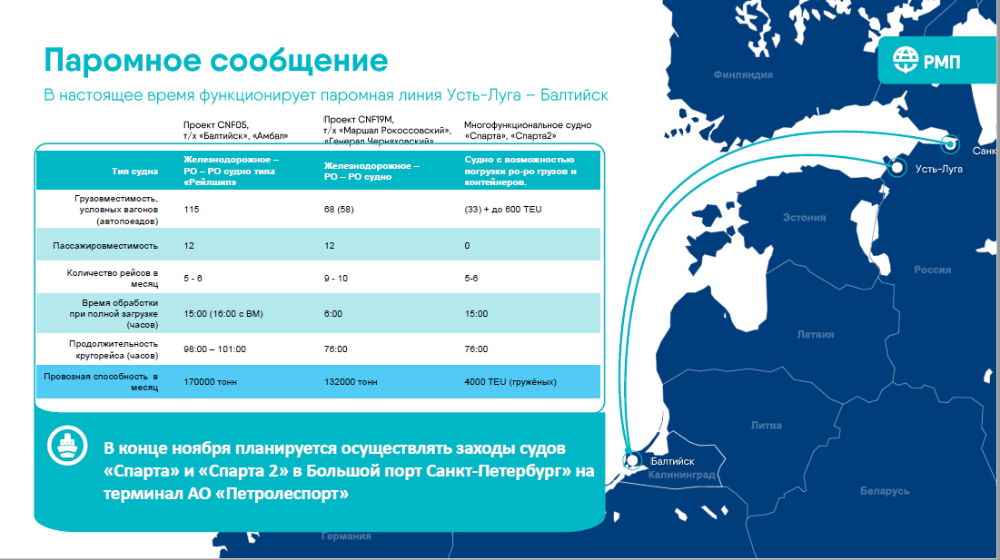 Паромное сообщение
В настоящее время функционирует паромная линия Усть-Луга – Балтийск
Проект CNF05,
т/х «Балтийск», «Амбал»
Проект CNF19M,
т/х «Маршал Рокоссовский»,
«Генерал Черняховский»
Многофункциональное судно
«Спарта», «Спарта2»
Тип судна
Железнодорожное –
РО – РО судно типа
«Рейлшип»
Железнодорожное –
РО – РО судно
Судно с возможностью
погрузки ро-ро грузов и
контейнеров.
Грузовместимость,
условных вагонов
(автопоездов)
115
68 (58)
(33) + до 600 TEU
Пассажировместимость
12
12
0
Количество рейсов в
месяц
5 - 6
9 - 10
5-6
Время обработки
при полной загрузке
(часов)
15:00 (16:00 с ВМ)
6:00
15:00
Продолжительность
кругорейса (часов)
98:00 – 101:00
76:00
76:00
Провозная способность в
месяц
170000 тонн
132000 тонн
4000 TEU (гружёных)
В конце ноября планируется осуществлять заходы судов
«Спарта» и «Спарта 2» в Большой порт Санкт-Петербург» на
терминал АО «Петролеспорт»
РМП
Финляндия
Санк
Усть-Луга
Эстония
Россия
Латвия
Литва
Балтийск
Калининград
Беларусь
Германия